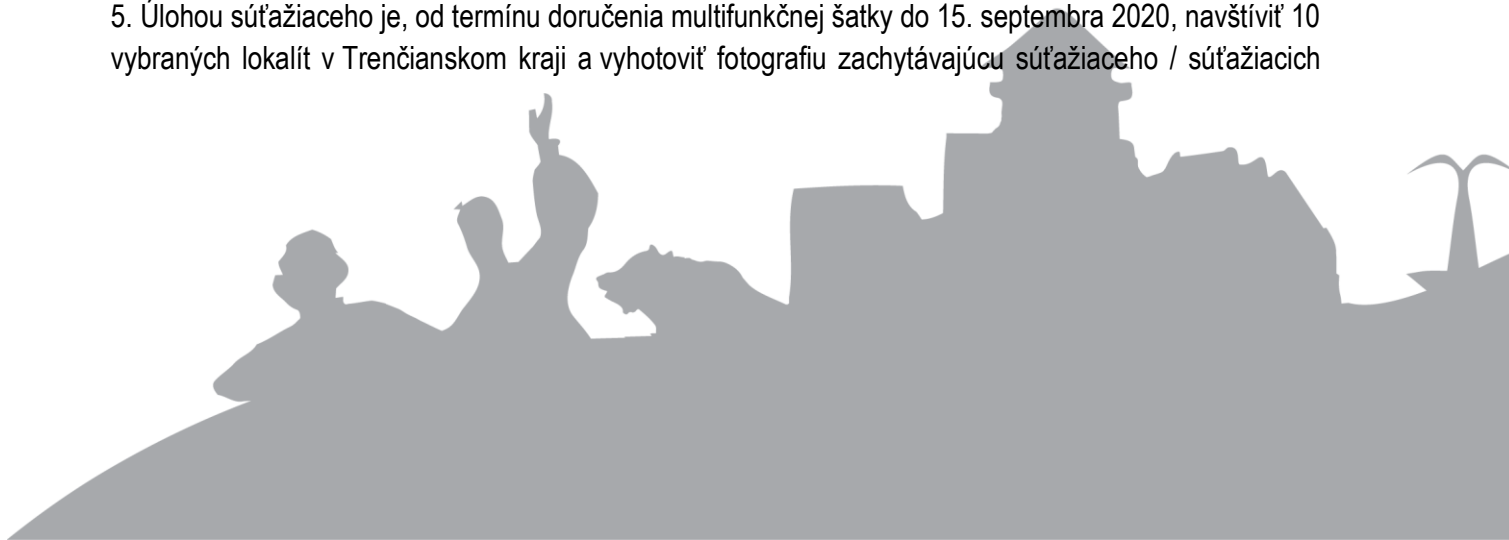 5. Úlohou súťažiaceho je, od termínu doručenia multifunkčnej šatky do 15. septembra 2020, navštíviť 10
vybraných lokalít v Trenčianskom kraji a vyhotoviť fotografiu zachytávajúcu súťažiaceho / súťažiacich